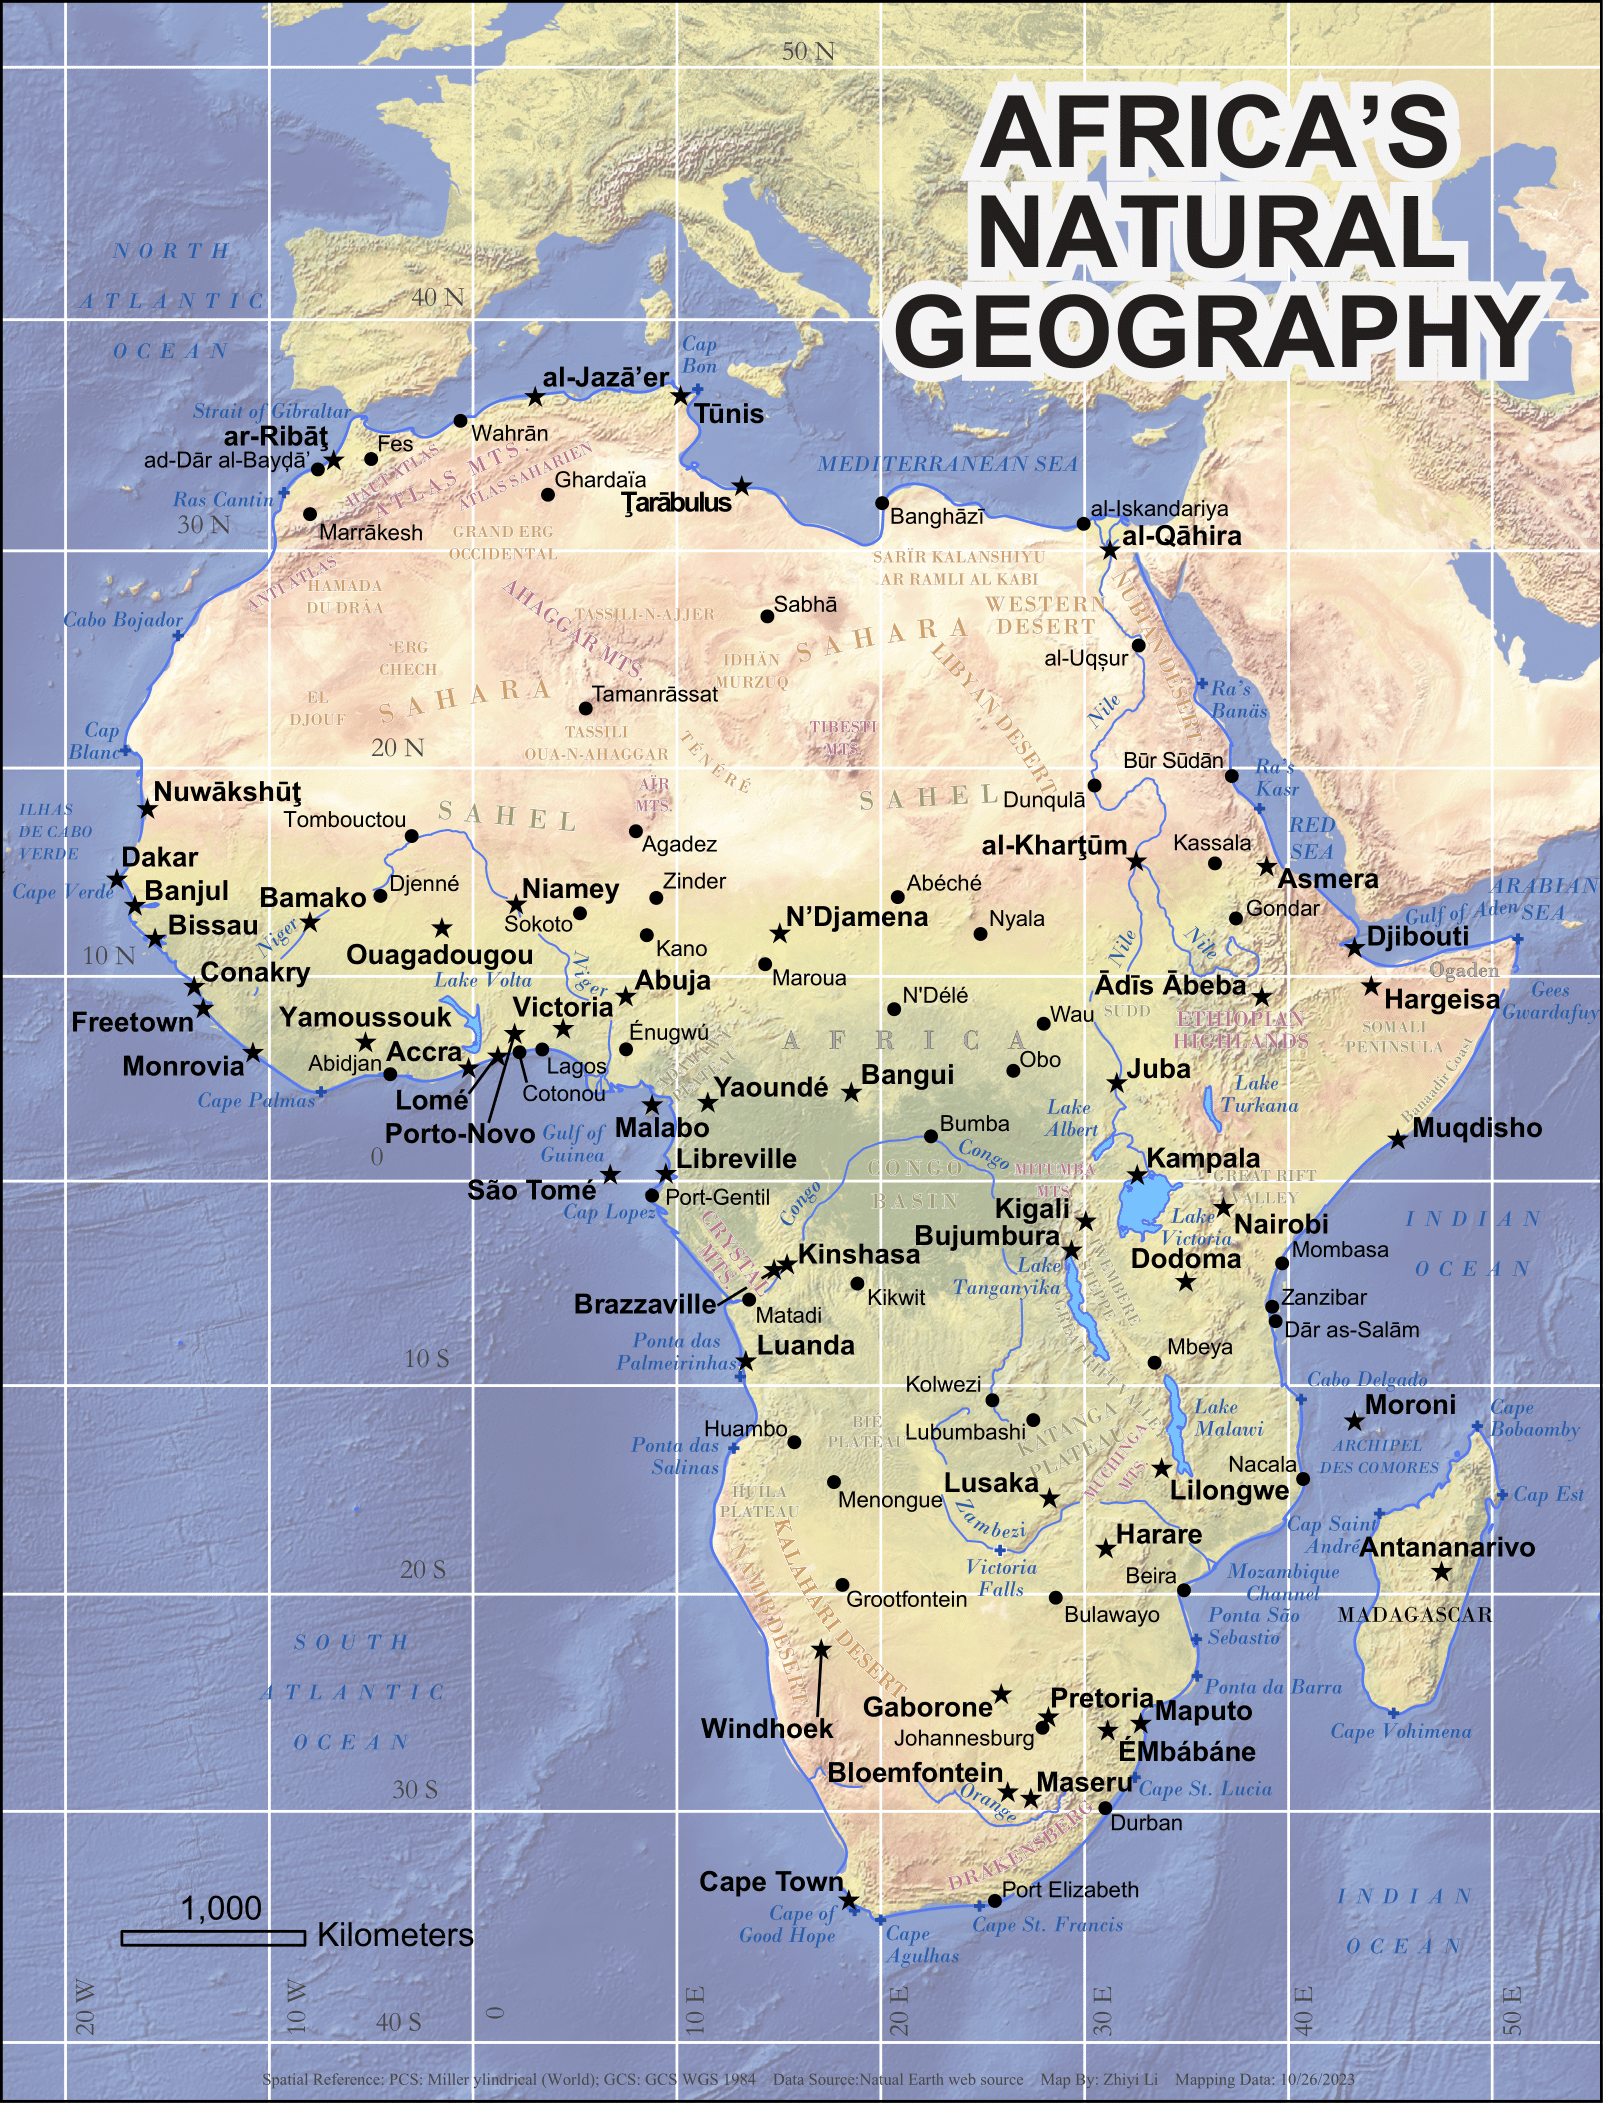 50 N
AFRICA’S
NATURAL
GEOGRAPHY
NORTH
ATLANTIC
OCEAN
40 N
Cap
Bon
al-Jazā’er
Tūnis
Strait of Gibraltar
ar-Ribāţ
Fes
Wahrān
ad-Dār al-Bayḍā’
HAUT ATLAS
ATLAS MTS.
ATLAS SAHARIEN
MEDITERRANEAN SEA
Ras Cantin
Ghardaïa
Ţarābulus
30 N
Marrākesh
Banghāzī
al-Iskandariya
al-Qāhira
GRAND ERG
OCCIDENTAL
SARĪR KALANSHIYU
AR RAMLI AL KABI
ANTI ATLAS
HAMADA
DU DRÂA
AHAGGAR MTS.
TASSILI-N-AJJER
Sabhā
WESTERN
DESERT
NUBIAN DESERT
Cabo Bojador
ERG
CHECH
SAHARA
IDHĀN
MURZUQ
LIBYAN DESERT
al-Uqșur
EL
DJOUF
SAHARA
Tamanrāssat
Nile
Ra’s
Banäs
Cap
Blanc
20 N
TASSILI
OUA-N-AHAGGAR
TÉNÉRÉ
TIBESTI
MTS.
Būr Sūdān
Ra’s
Kasr
Nuwākshūţ
AÏR
MTS.
SAHEL
SAHEL
Dunqulā
ILHAS
DE CABO
VERDE
Tombouctou
Agadez
al-Kharţūm
Kassala
RED
SEA
Dakar
Cape Verde
Banjul
Bamako
Djenné
Niamey
Zinder
Abéché
Asmera
ARABIAN
SEA
Bissau
Niger
Sokoto
N’Djamena
Nyala
Gondar
Gulf of Aden
10 N
Ouagadougou
Kano
Nile
Nile
Djibouti
Conakry
Lake Volta
Niger
Abuja
Maroua
Ādīs Ābeba
Ogaden
Hargeisa
Gees
Gwardafuy
Freetown
Yamoussouk
Victoria
N'Délé
Wau
SUDD
ETHIOPIAN
HIGHLANDS
SOMALI
PENINSULA
Monrovia
Abidjan
Accra
Énugwú
AFRICA
Lagos
Obo
Juba
Banaadir Coast
Cape Palmas
Lomé
Cotonou
Yaoundé
Bangui
Lake
Turkana
Porto-Novo
Gulf of
Guinea
Malabo
Bumba
Lake
Albert
Muqdisho
0
Libreville
Congo
CONGO
BASIN
MITUMBA
MTS.
Kampala
GREAT RIFT
VALLEY
São Tomé
Port-Gentil
Cap Lopez
Congo
Kigali
Lake
Victoria
Nairobi
INDIAN
OCEAN
CRYSTAL
MTS.
Kinshasa
Bujumbura
Dodoma
Mombasa
Lake
Tanganyika
WEMBERE
STEPPE
Brazzaville
Matadi
Kikwit
Zanzibar
Dār as-Salām
Ponta das
Palmeirinhas
Luanda
GREAT RIFT VALLEY
Mbeya
10 S
Kolwezi
Cabo Delgado
Huambo
BIE
PLATEAU
Lubumbashi
KATANGA
PLATEAU
Lake
Malawi
Moroni
Cape
Bobaomby
Ponta das
Salinas
MUCHINGA
MTS.
ARCHIPEL
DES COMORES
HUILA
PLATEAU
Menongue
Lusaka
Lilongwe
Nacala
Cap Est
Zambezi
Harare
Cap Saint
André
Antananarivo
20 S
KALAHARI DESERT
NAMIB DESERT
Victoria
Falls
Beira
Mozambique
Channel
Grootfontein
Bulawayo
Ponta São
Sebastio
MADAGASCAR
SOUTH
ATLANTIC
OCEAN
Ponta da Barra
Gaborone
Pretoria
Maputo
Cape Vohimena
Windhoek
Johannesburg
ÉMbábáne
30 S
Bloemfontein
Maseru
Cape St. Lucia
Orange
Durban
DRAKENSBERG
Cape Town
Port Elizabeth
Cape of
Good Hope
Cape
Agulhas
Cape St. Francis
INDIAN
OCEAN
1,000
Kilometers
20 W
10 W
40 S
0
10 E
20 E
30 E
40 E
50 E
Spatial Reference: PCS: Miller ylindrical (World); GCS: GCS WGS 1984 Data Source:Natual Earth web source Map By: Zhiyi Li Mapping Data: 10/26/2023